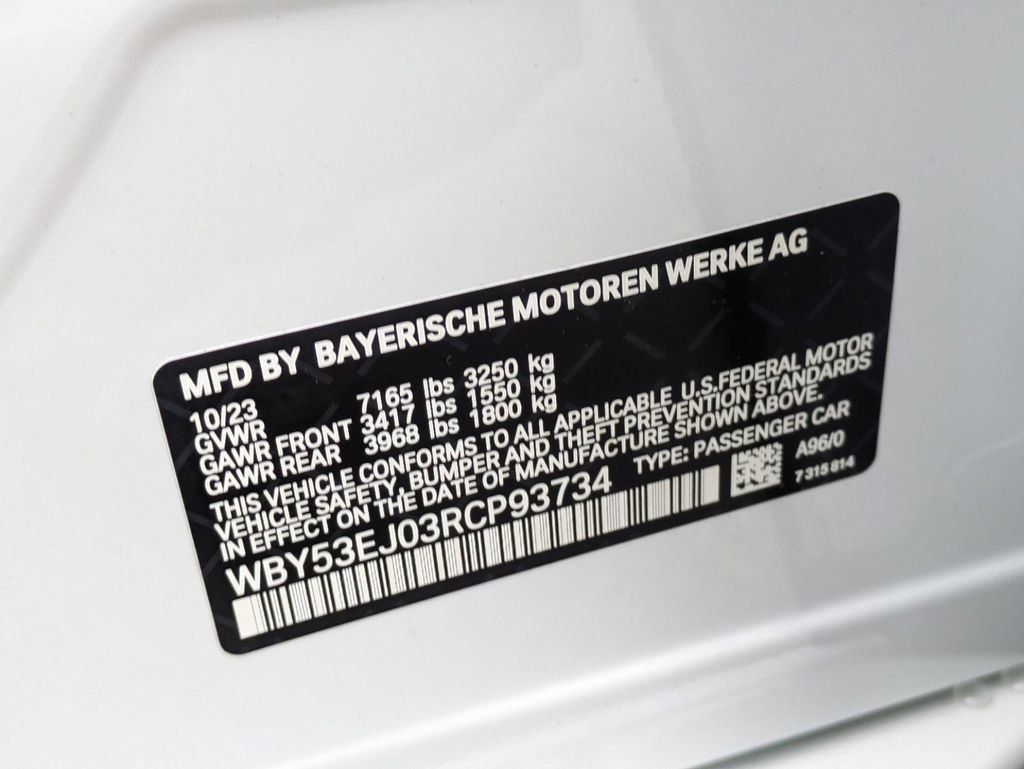 MFD BY BAYERISCHE MOTOREN WERKE AG
10/23
GVWR 7165 lbs 3250 kg
GAWR FRONT 3417 lbs 1550 kg
GAWR REAR 3968 lbs 1800 kg
THIS VEHICLE CONFORMS TO ALL APPLICABLE U.S.FEDERAL MOTOR
VEHICLE SAFETY, BUMPER AND THEFT PREVENTION STANDARDS
IN EFFECT ON THE DATE OF MANUFACTURE SHOWN ABOVE.
WBY53EJ03RCP93734 TYPE: PASSENGER CAR
A96/0
7 315 814